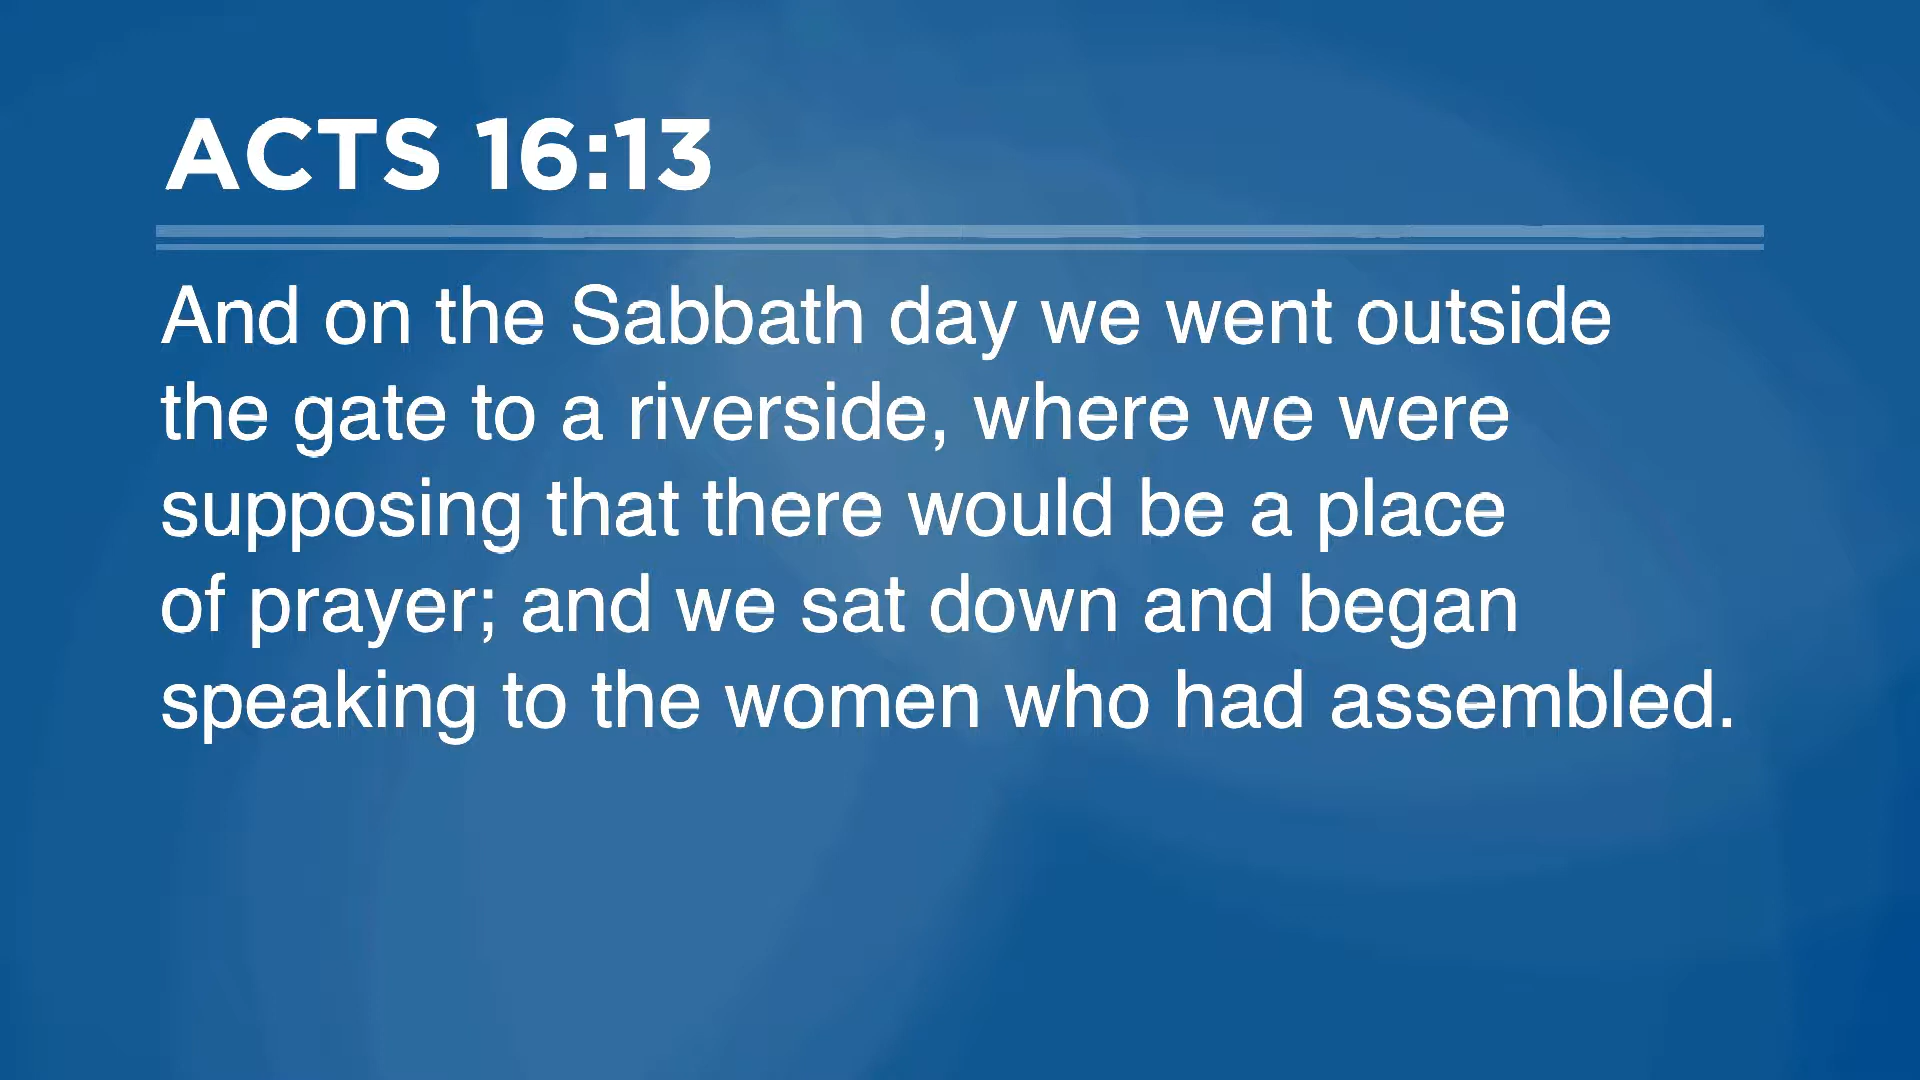 ACTS 16:13
And on the Sabbath day we went outside
the gate to a riverside, where we were
supposing that there would be a place
of prayer; and we sat down and began
speaking to the women who had assembled.